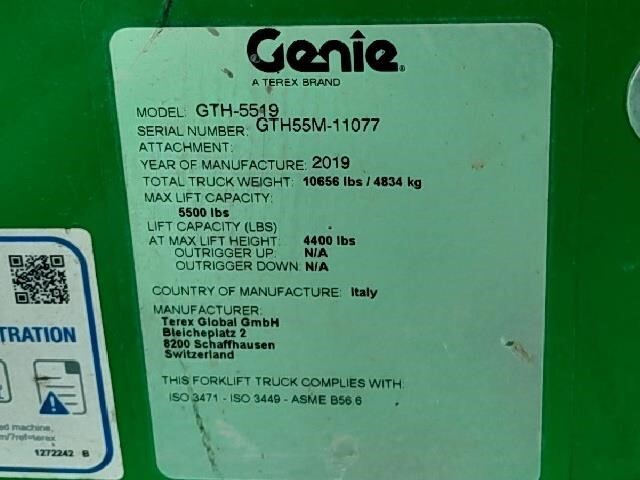 Genie®
A TEREX BRAND
MODEL: GTH-5519
SERIAL NUMBER: GTH55M-11077
ATTACHMENT:
YEAR OF MANUFACTURE: 2019
TOTAL TRUCK WEIGHT: 10656 lbs / 4834 kg
MAX LIFT CAPACITY:
5500 lbs
LIFT CAPACITY (LBS)
AT MAX LIFT HEIGHT: 4400 lbs
OUTRIGGER UP: N/A
OUTRIGGER DOWN: N/A
COUNTRY OF MANUFACTURE: Italy
MANUFACTURER:
Terex Global GmbH
Bleicheplatz 2
8200 Schaffhausen
Switzerland
THIS FORKLIFT TRUCK COMPLIES WITH:
ISO 3471 - ISO 3449 - ASME B56.6
TRATION
ed machine,
m/?ref=terex
1272242 B